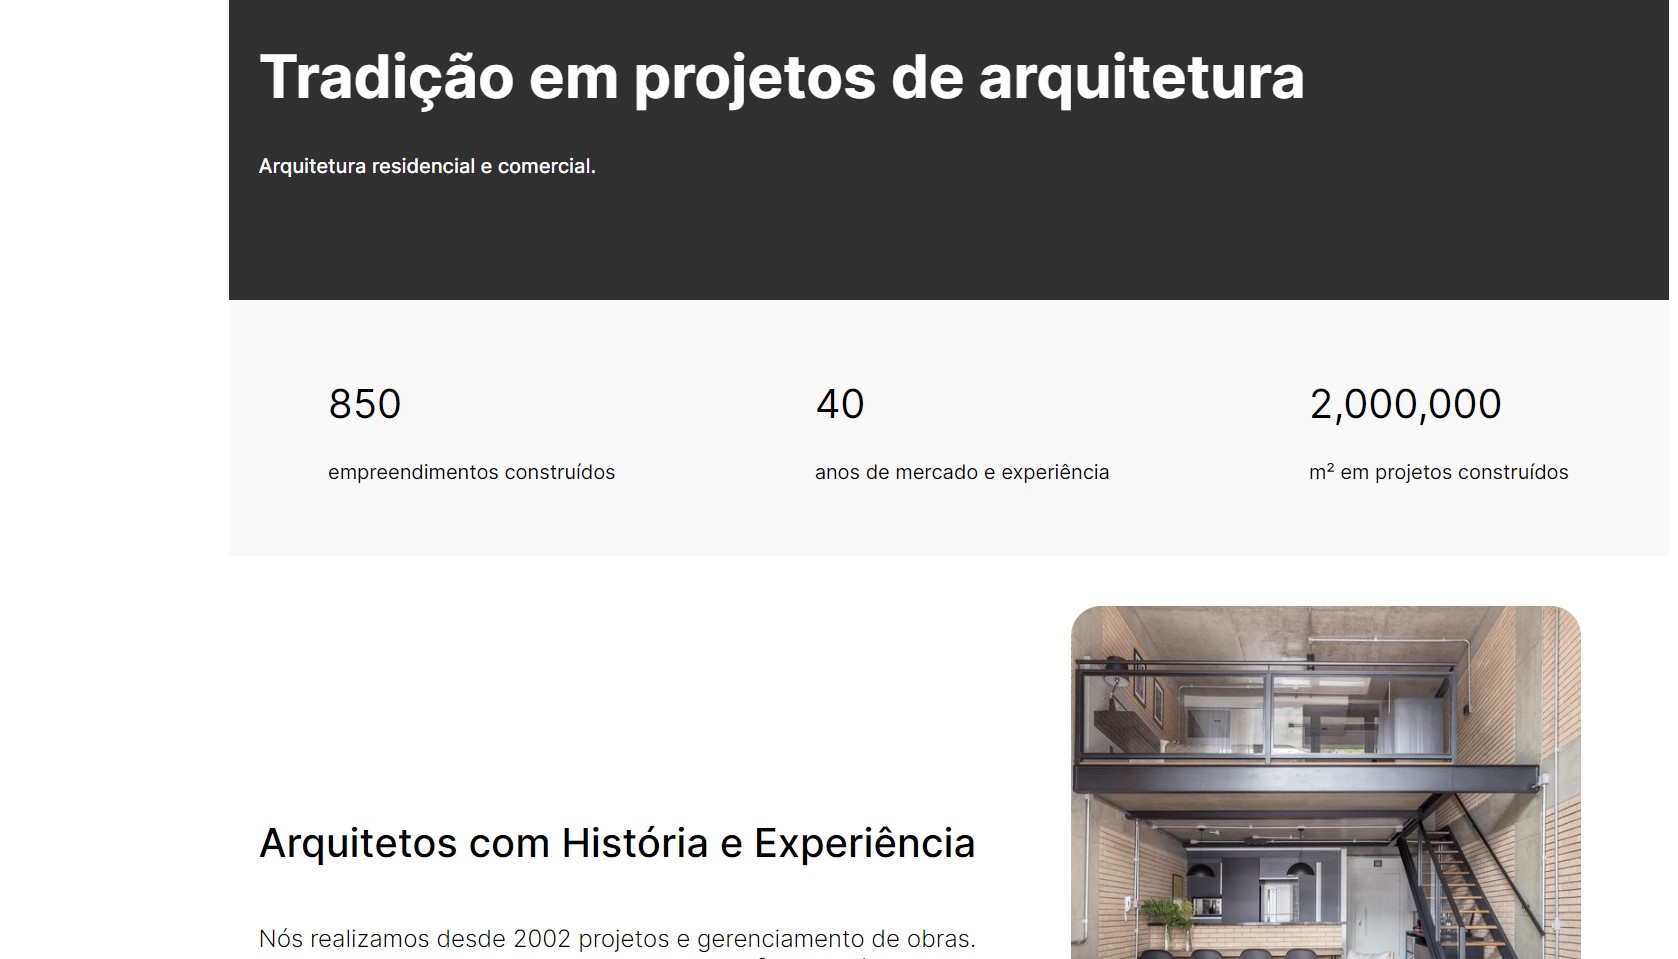 Tradição em projetos de arquitetura
Arquitetura residencial e comercial.
850
empreendimentos construídos
40
anos de mercado e experiência
2,000,000
m² em projetos construídos
Arquitetos com História e Experiência
Nós realizamos desde 2002 projetos e gerenciamento de obras.